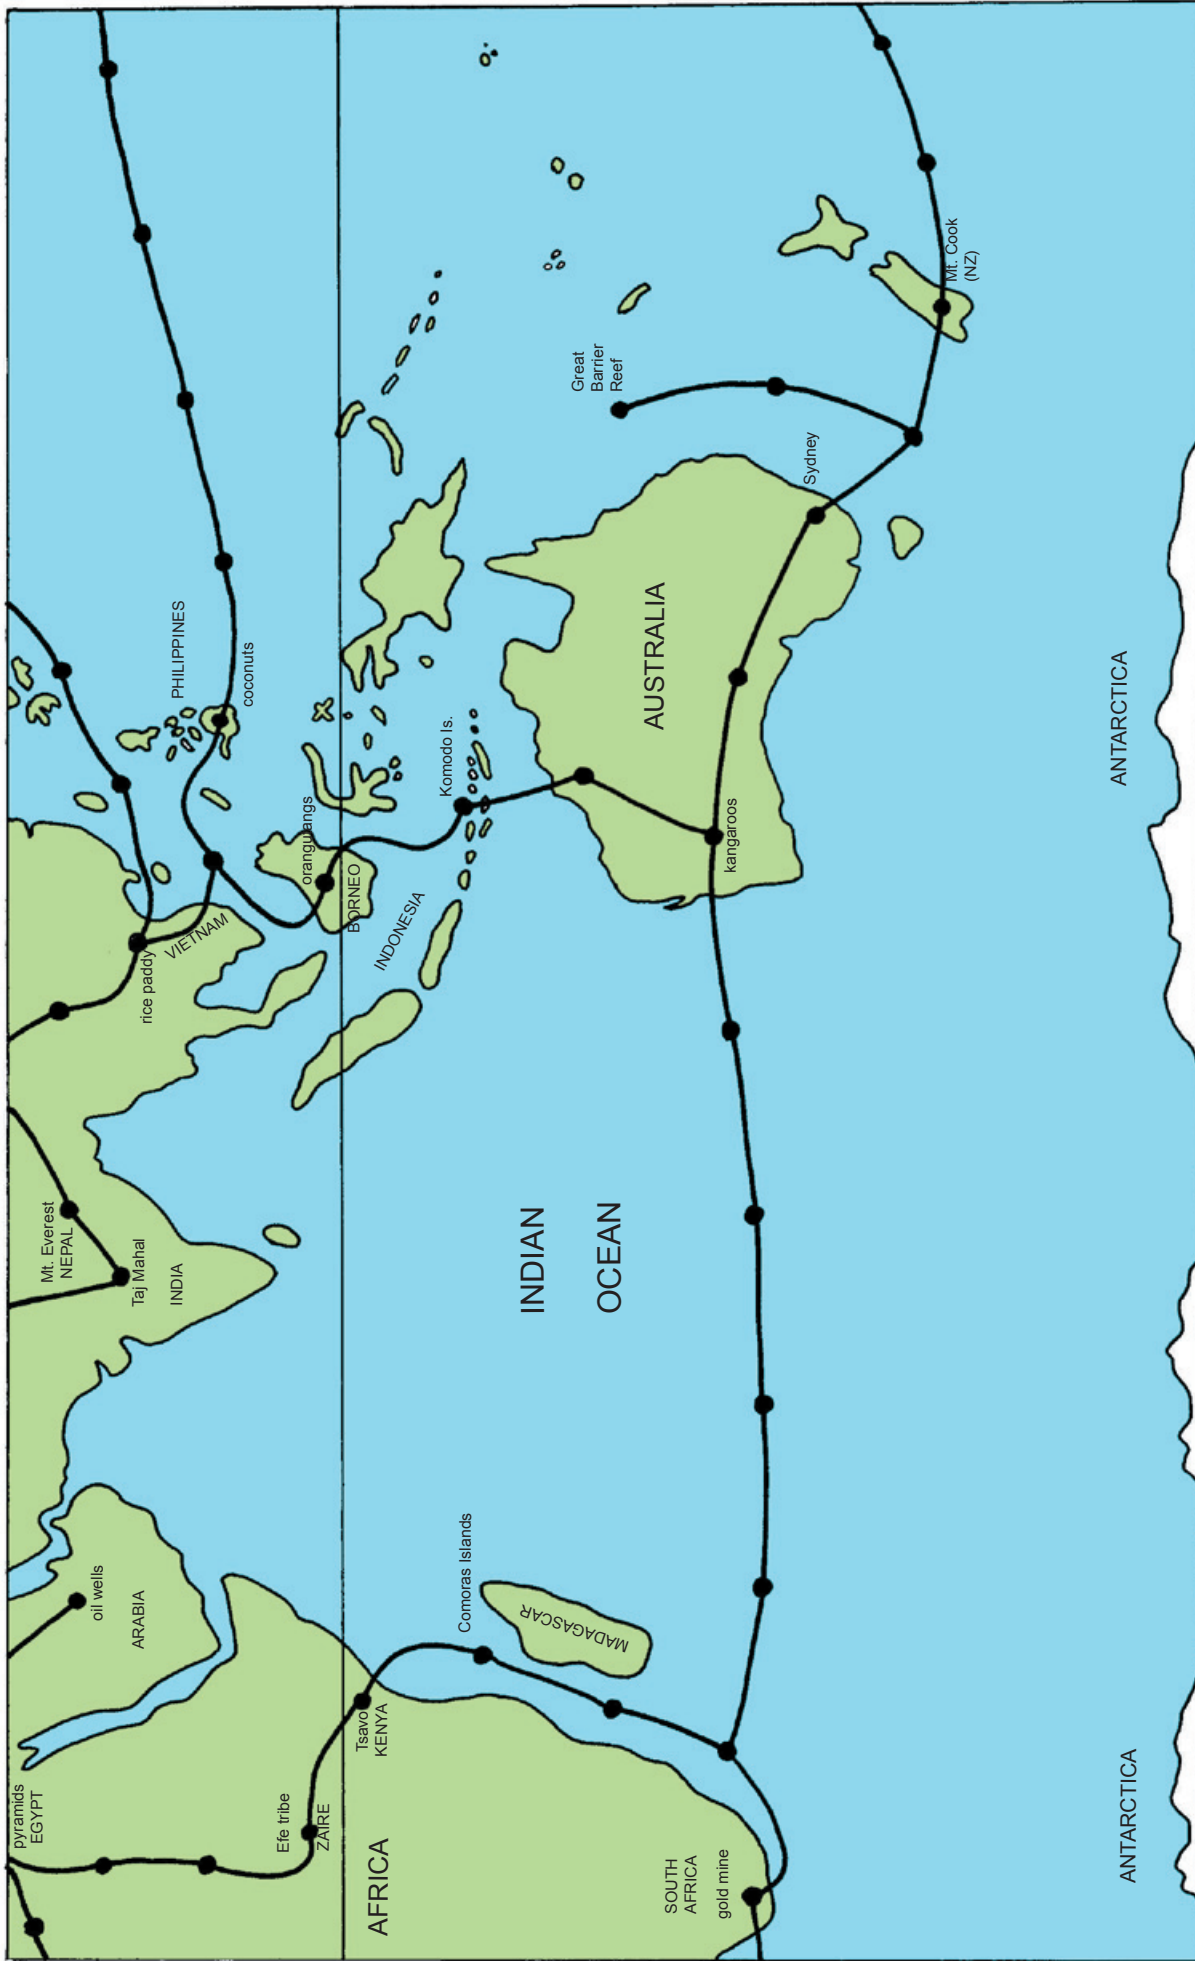 pyramids
EGYPT
oil wells
ARABIA
Mt. Everest
NEPAL
Taj Mahal
INDIA
rice paddy
VIETNAM
PHILIPPINES
coconuts
Efe tribe
ZAIRE
Tsavo
KENYA
AFRICA
orangutangs
BORNEO
INDONESIA
Komodo Is.
Comoras Islands
MADAGASCAR
INDIAN
OCEAN
Great
Barrier
Reef
AUSTRALIA
kangaroos
Sydney
SOUTH
AFRICA
gold mine
Mt. Cook
(NZ)
ANTARCTICA
ANTARCTICA